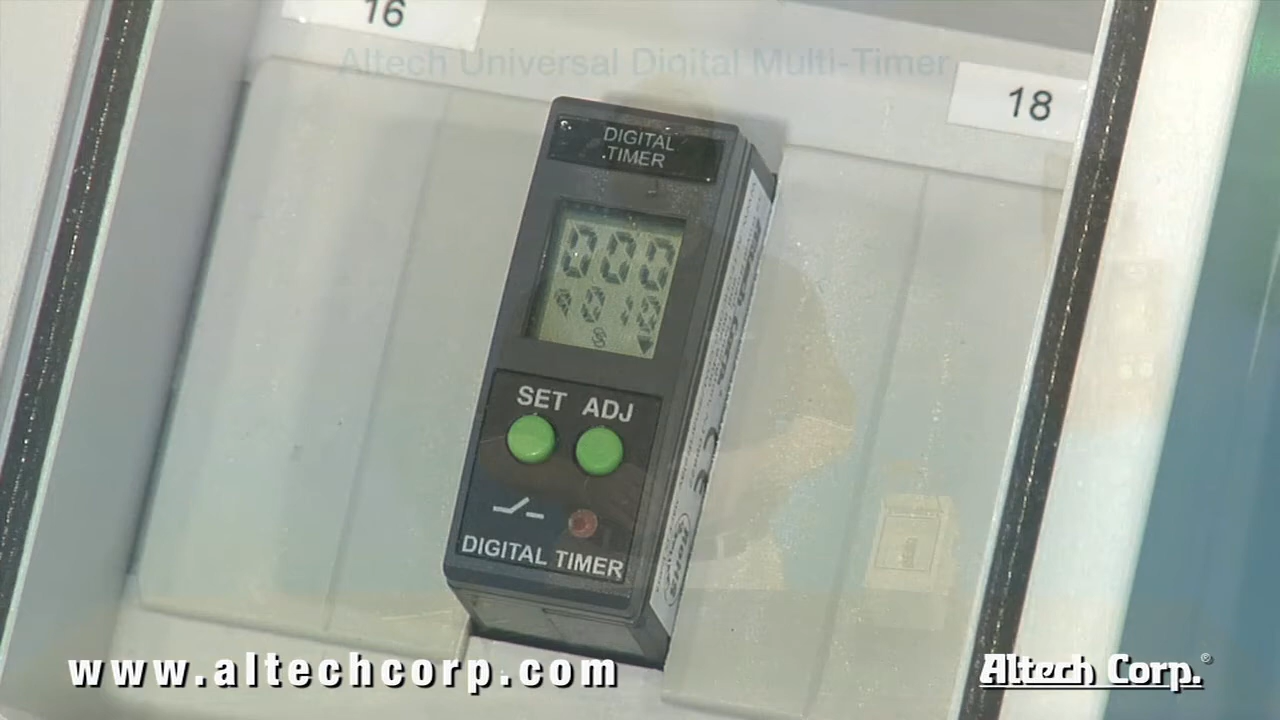 16
Altech Universal Digital Multi-Timer
18
DIGITAL
TIMER
000
SET ADJ
DIGITAL TIMER
www.altechcorp.com
Altech Corp.®